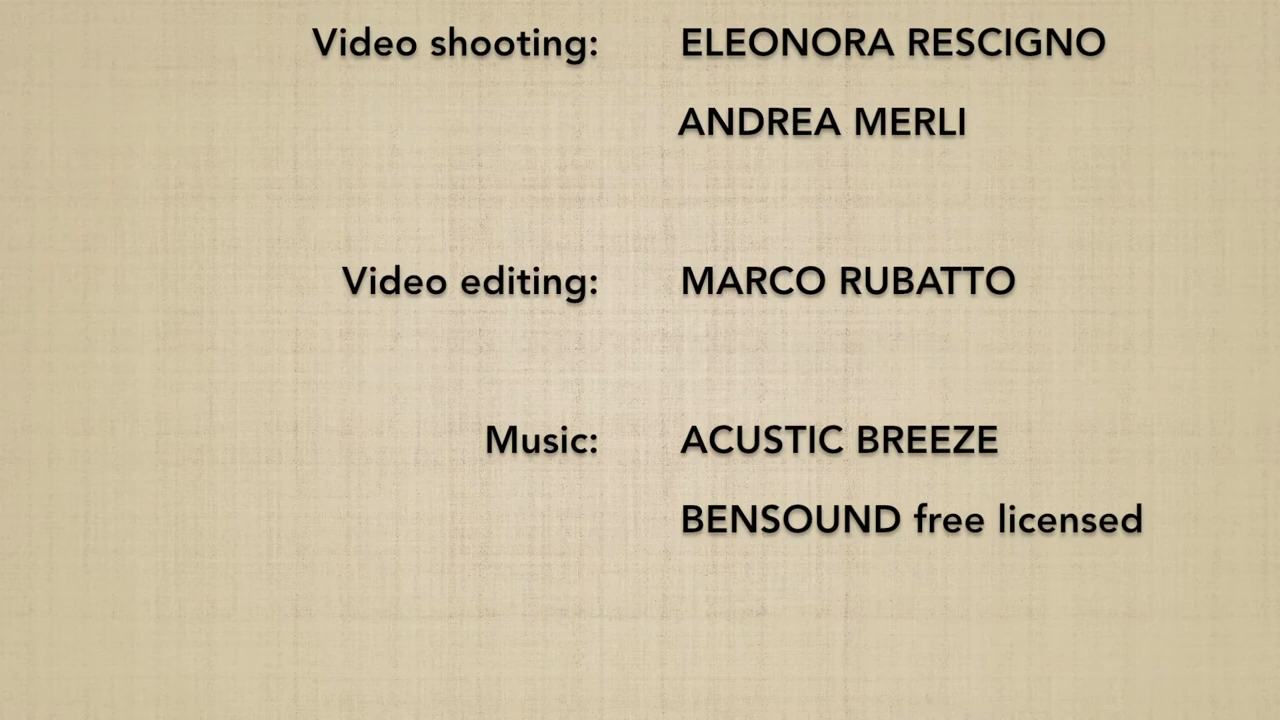 Video shooting: ELEONORA RESCIGNO
ANDREA MERLI
Video editing: MARCO RUBATTO
Music: ACUSTIC BREEZE
BENSOUND free licensed